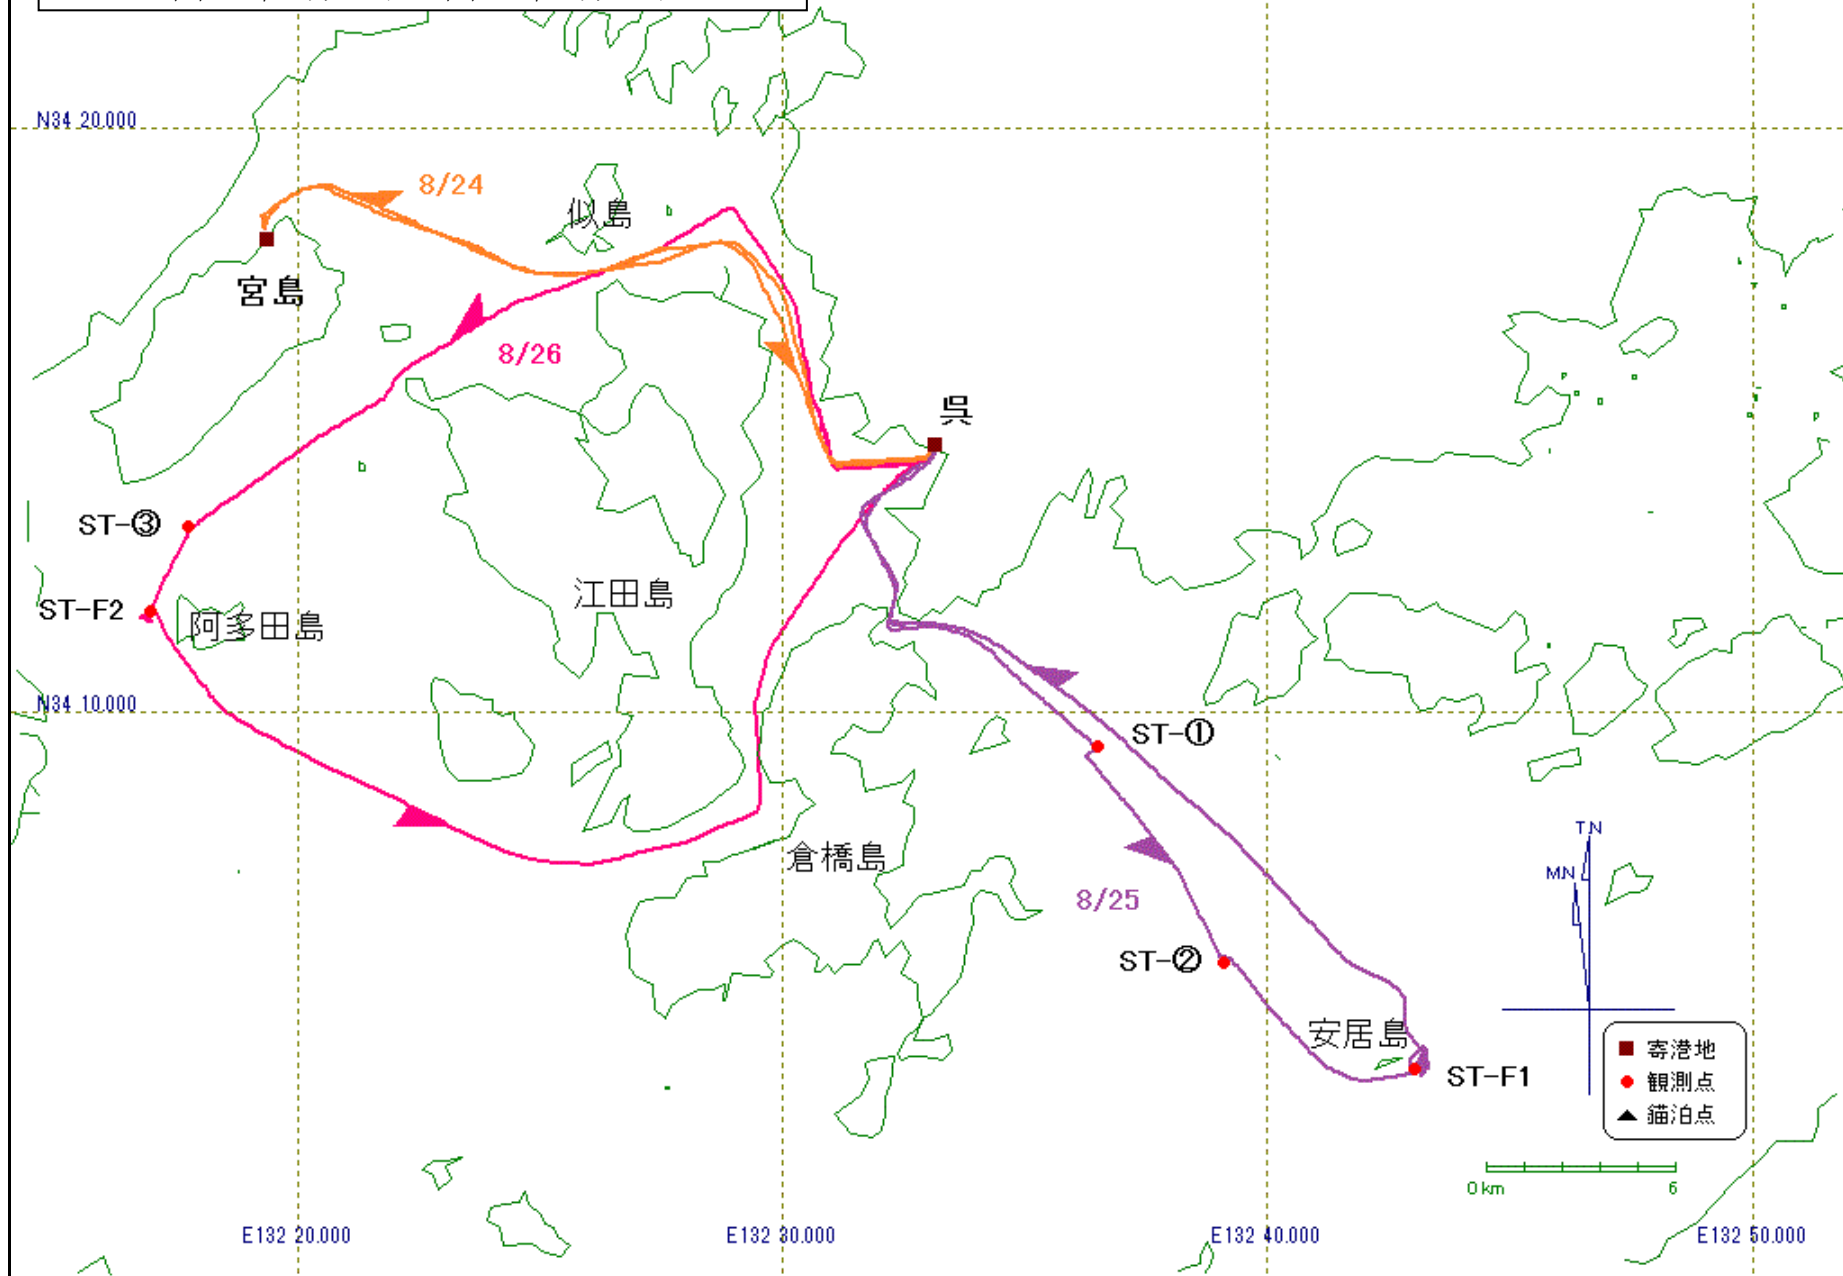 N34 20.000
8/24
似島
宮島
8/26
呉
ST-③
ST-F2
阿多田島
江田島
N34 10.000
ST-①
倉橋島
8/25
ST-②
T.N
M.N
安居島
ST-F1
寄港地
観測点
錨泊点
0 km 6
E132 20.000 E132 30.000 E132 40.000 E132 50.000